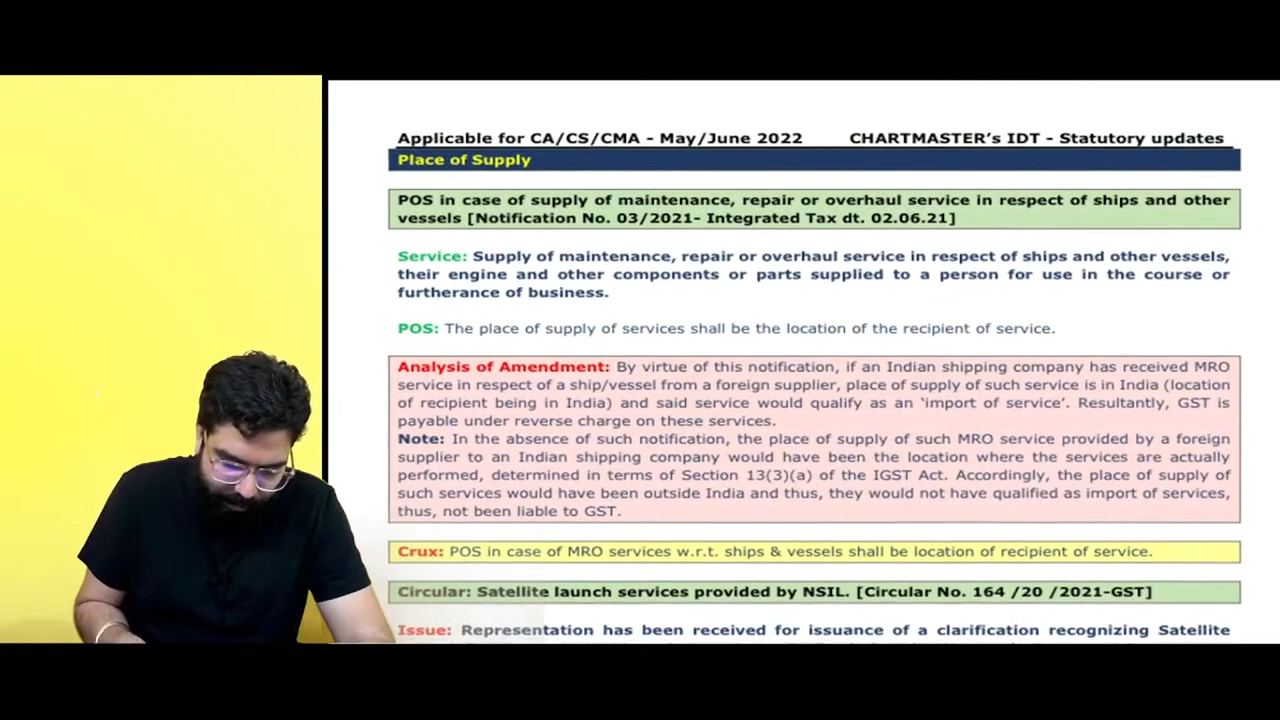 Applicable for CA/CS/CMA - May/June 2022 CHARTMASTER's IDT - Statutory updates
Place of Supply
POS in case of supply of maintenance, repair or overhaul service in respect of ships and other
vessels [Notification No. 03/2021- Integrated Tax dt. 02.06.21]
Service: Supply of maintenance, repair or overhaul service in respect of ships and other vessels,
their engine and other components or parts supplied to a person for use in the course or
furtherance of business.
POS: The place of supply of services shall be the location of the recipient of service.
Analysis of Amendment: By virtue of this notification, if an Indian shipping company has received MRO
service in respect of a ship/vessel from a foreign supplier, place of supply of such service is in India (location
of recipient being in India) and said service would qualify as an 'import of service'. Resultantly, GST is
payable under reverse charge on these services.
Note: In the absence of such notification, the place of supply of such MRO service provided by a foreign
supplier to an Indian shipping company would have been the location where the services are actually
performed, determined in terms of Section 13(3)(a) of the IGST Act. Accordingly, the place of supply of
such services would have been outside India and thus, they would not have qualified as import of services,
thus, not been liable to GST.
Crux: POS in case of MRO services w.r.t. ships & vessels shall be location of recipient of service.
Circular: Satellite launch services provided by NSIL. [Circular No. 164 /20 /2021-GST]
Issue: Representation has been received for issuance of a clarification recognizing Satellite